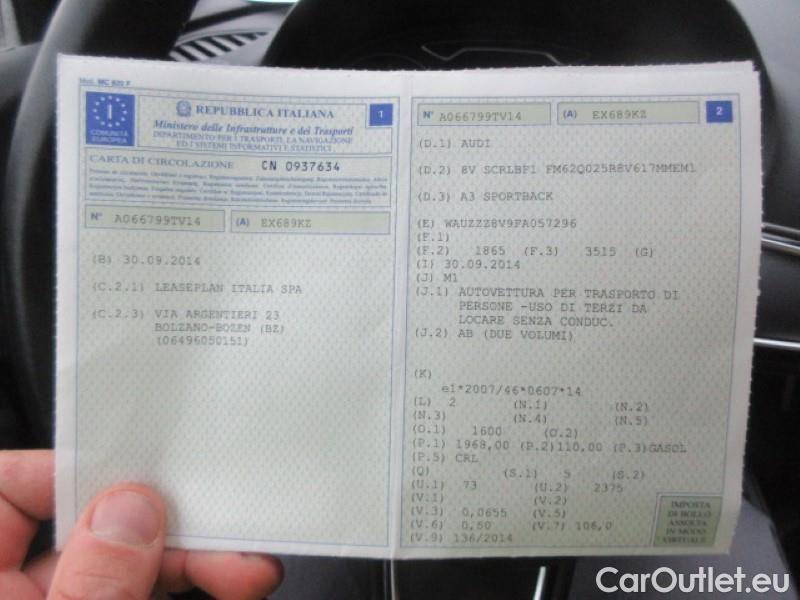 Mod. MC 820 F
I
COMUNITÀ
EUROPEA
REPUBBLICA ITALIANA
1
Ministero delle Infrastrutture e dei Trasporti
DIPARTIMENTO PER I TRASPORTI, LA NAVIGAZIONE
ED I SISTEMI INFORMATIVI E STATISTICI
CARTA DI CIRCOLAZIONE CN 0937634
N° A066799TV14 (A) EX689KZ
(B) 30.09.2014
(C.2.1) LEASEPLAN ITALIA SPA
(C.2.3) VIA ARGENTIERI 23
BOLZANO-BOZEN (BZ)
(06496050151)
N° A066799TV14 (A) EX689KZ 2
(D.1) AUDI
(D.2) 8V SCRLBF1 FM62Q025R8V617MMEM1
(D.3) A3 SPORTBACK
(E) WAUZZZ8V9FA057296
(F.1)
(F.2) 1865 (F.3) 3515 (G)
(I) 30.09.2014
(J) M1
(J.1) AUTOVETTURA PER TRASPORTO DI
PERSONE -USO DI TERZI DA
LOCARE SENZA CONDUC.
(J.2) AB (DUE VOLUMI)
(K)
e1*2007/46*0607*14
(L) 2 (N.1) (N.2)
(N.3) (N.4) (N.5)
(O.1) 1600 (O.2)
(P.1) 1968,00 (P.2)110,00 (P.3)GASOL
(P.5) CRL
(Q) (S.1) 5 (S.2)
(U.1) 73 (U.2) 2375
(V.1) (V.2)
(V.3) 0,0655 (V.5)
(V.6) 0,50 (V.7) 106,0
(V.9) 136/2014
IMPOSTA
DI BOLLO
ASSOLTA
IN MODO
VIRTUALE
CarOutlet.eu